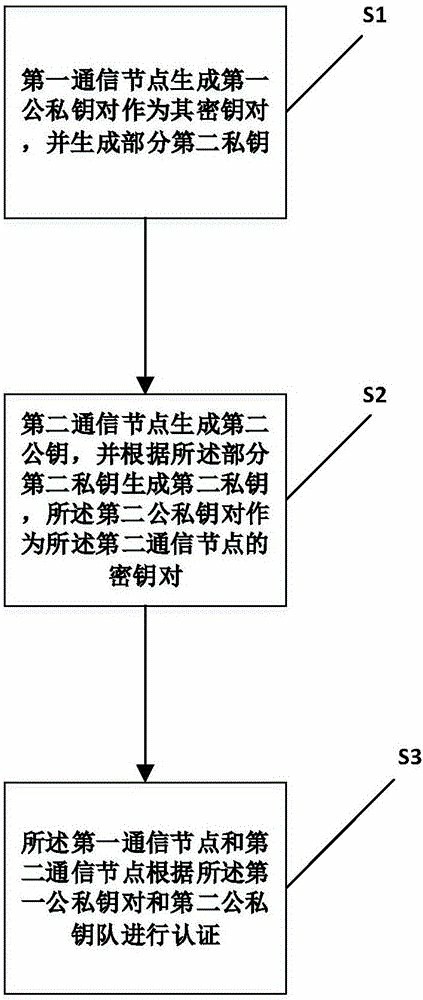 S1
第一通信节点生成第一
公私钥对作为其密钥对
，并生成部分第二私钥
S2
第二通信节点生成第二
公钥，并根据所述部分
第二私钥生成第二私钥
，所述第二公私钥对作
为所述第二通信节点的
密钥对
S3
所述第一通信节点和第
二通信节点根据所述第
一公私钥对和第二公私
钥队进行认证